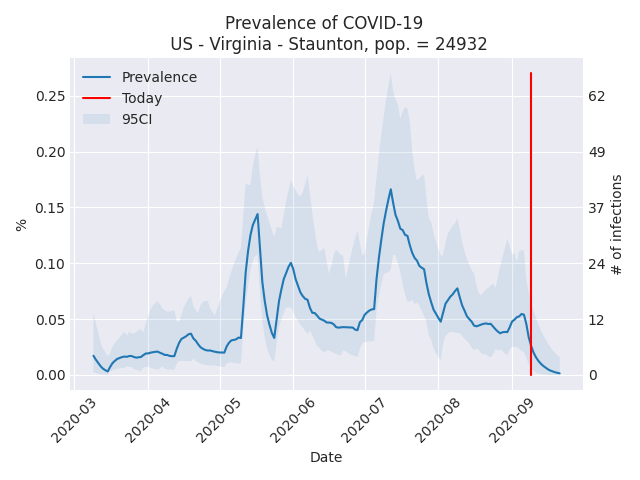 Prevalence of COVID-19
US - Virginia - Staunton, pop. = 24932
Prevalence
Today
95CI
0.25
0.20
0.15
0.10
0.05
0.00
%
62
49
37
24
12
0
# of infections
2020-03
2020-04
2020-05
2020-06
2020-07
2020-08
2020-09
Date